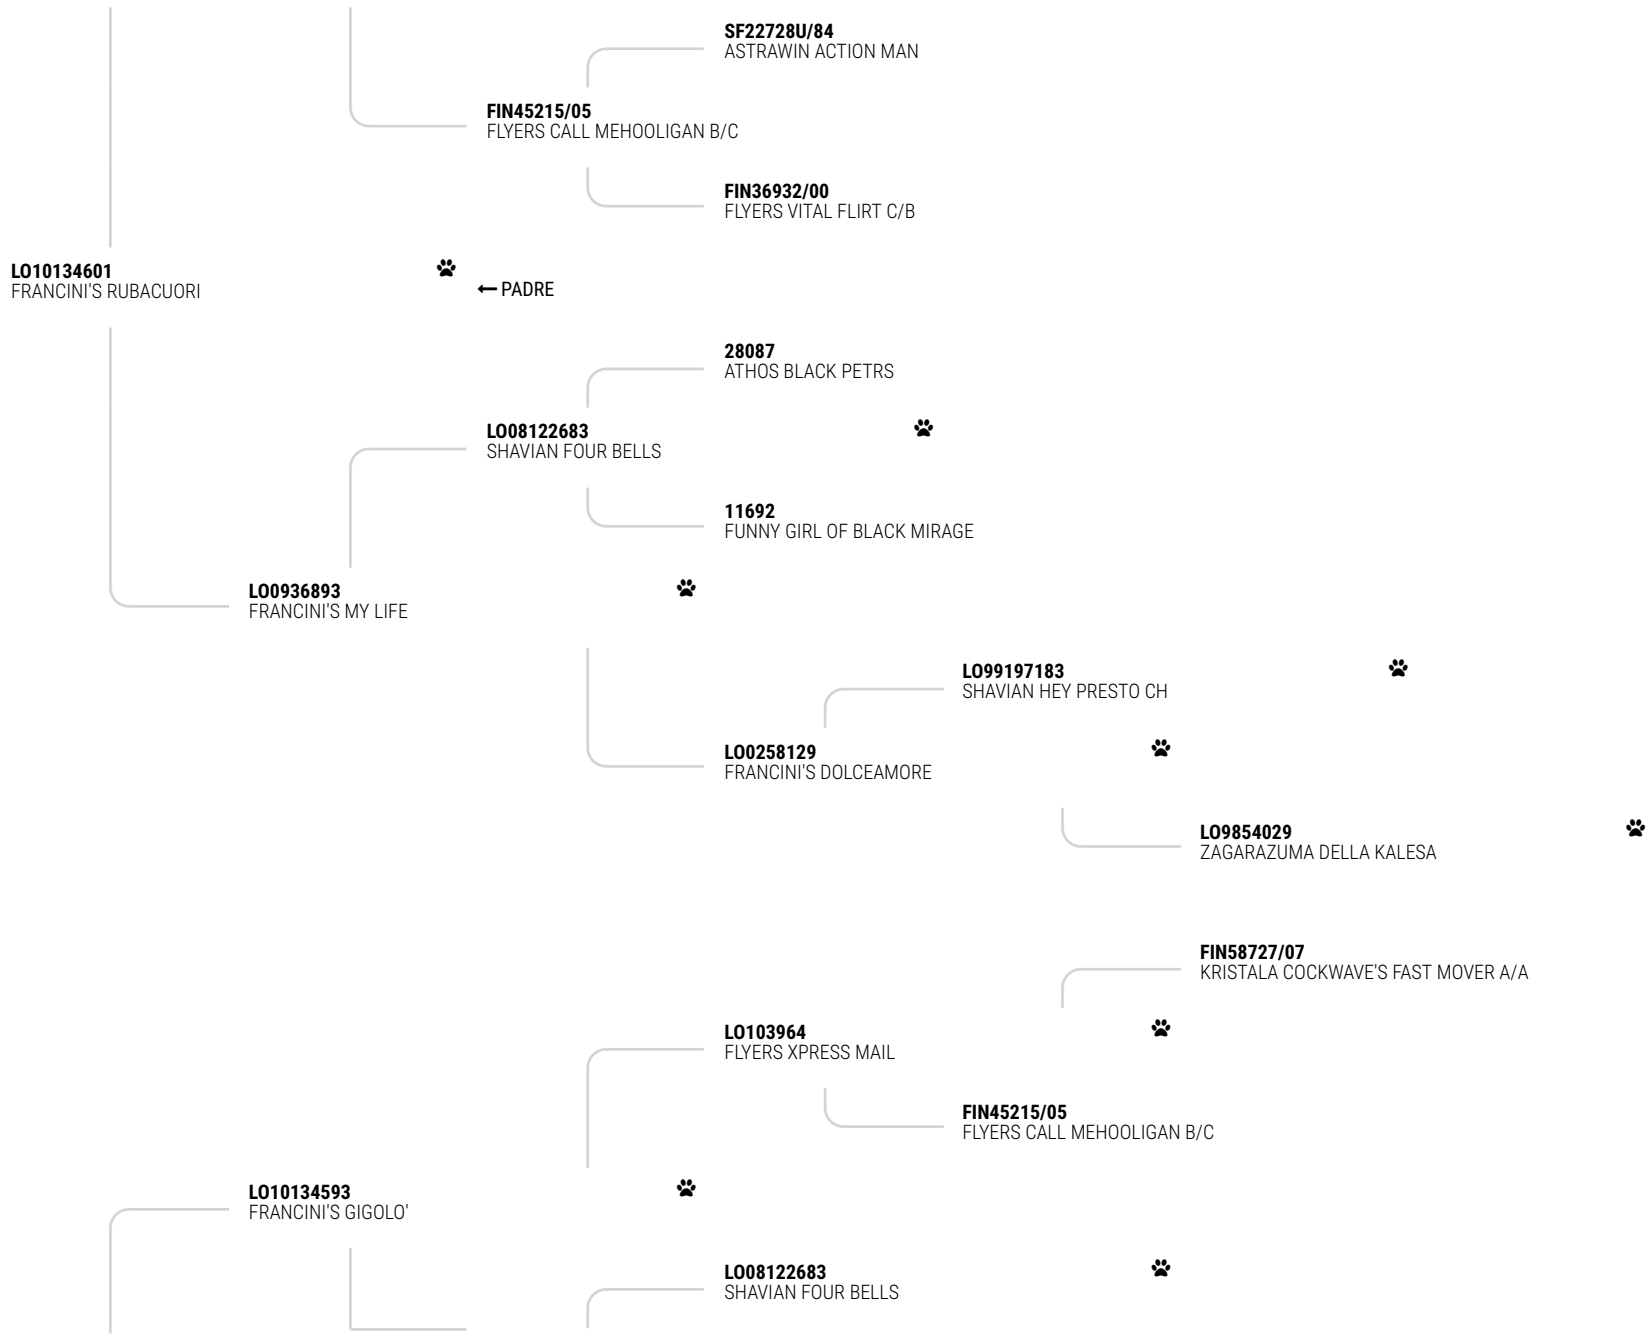 SF22728U/84
ASTRAWIN ACTION MAN
FIN45215/05
FLYERS CALL MEHOOLIGAN B/C
FIN36932/00
FLYERS VITAL FLIRT C/B
LO10134601
FRANCINI'S RUBACUORI
PADRE
28087
ATHOS BLACK PETRS
LO08122683
SHAVIAN FOUR BELLS
11692
FUNNY GIRL OF BLACK MIRAGE
LO0936893
FRANCINI'S MY LIFE
LO99197183
SHAVIAN HEY PRESTO CH
LO0258129
FRANCINI'S DOLCEAMORE
LO9854029
ZAGARAZUMA DELLA KALESA
FIN58727/07
KRISTALA COCKWAVE'S FAST MOVER A/A
LO103964
FLYERS XPRESS MAIL
FIN45215/05
FLYERS CALL MEHOOLIGAN B/C
LO10134593
FRANCINI'S GIGOLO'
LO08122683
SHAVIAN FOUR BELLS